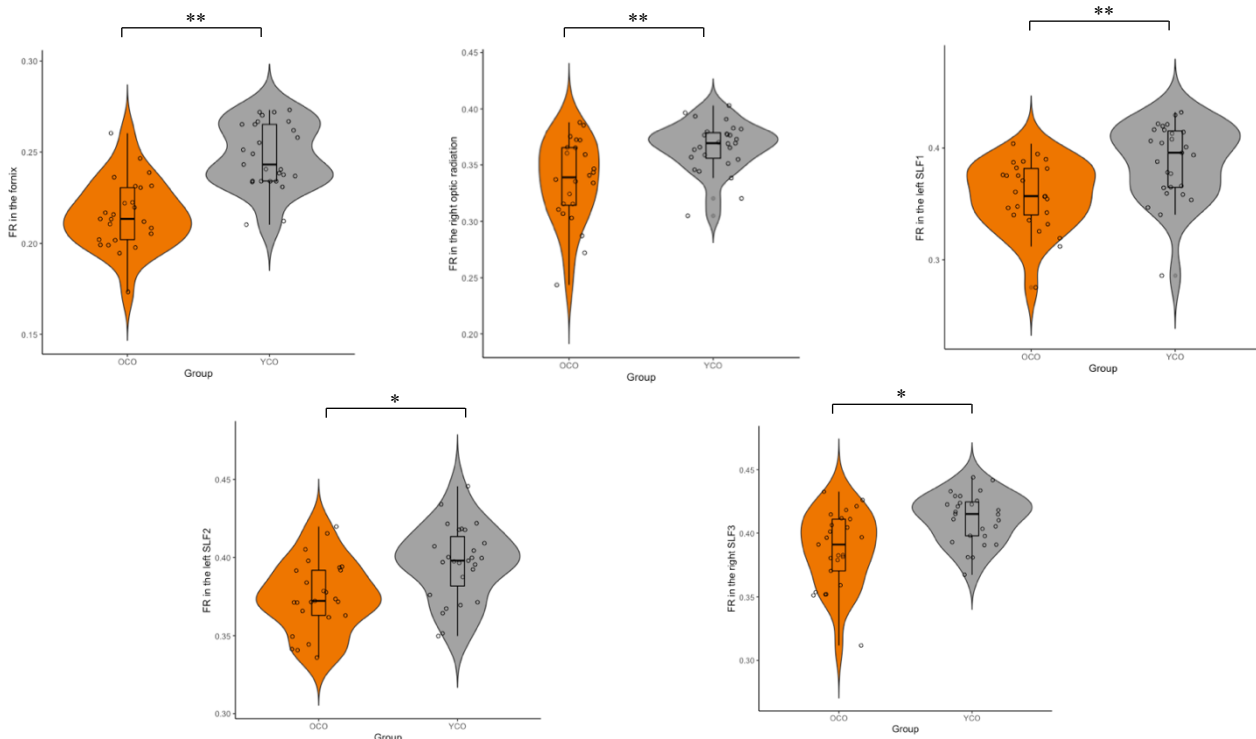 **
FR in the fornix
0.30
0.25
0.20
0.15
OCO
YCO
Group
**
FR in the right optic radiation
0.45
0.40
0.35
0.30
0.25
0.20
OCO
YCO
Group
**
FR in the left SLF1
0.4
0.3
OCO
YCO
Group
*
FR in the left SLF2
0.45
0.40
0.35
0.30
OCO
YCO
Group
*
FR in the right SLF3
0.45
0.40
0.35
0.30
OCO
YCO
Group